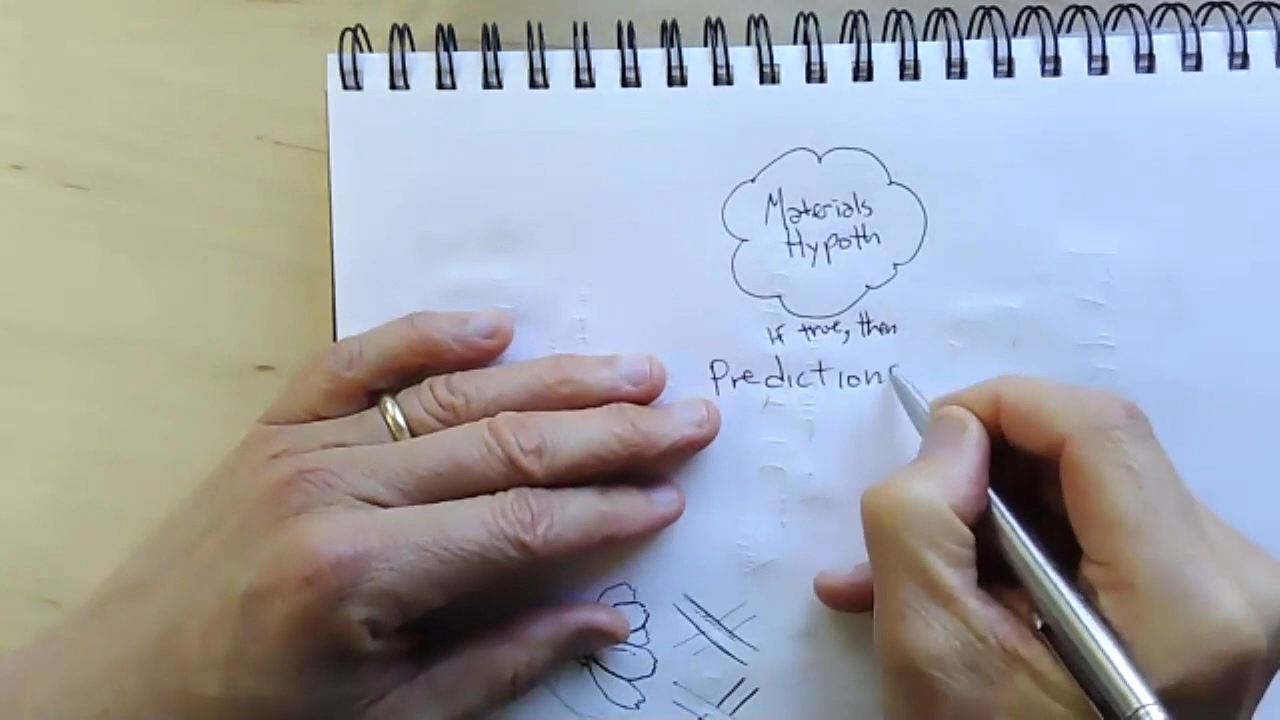 Materials
Hypoth
If true, then
Predictions